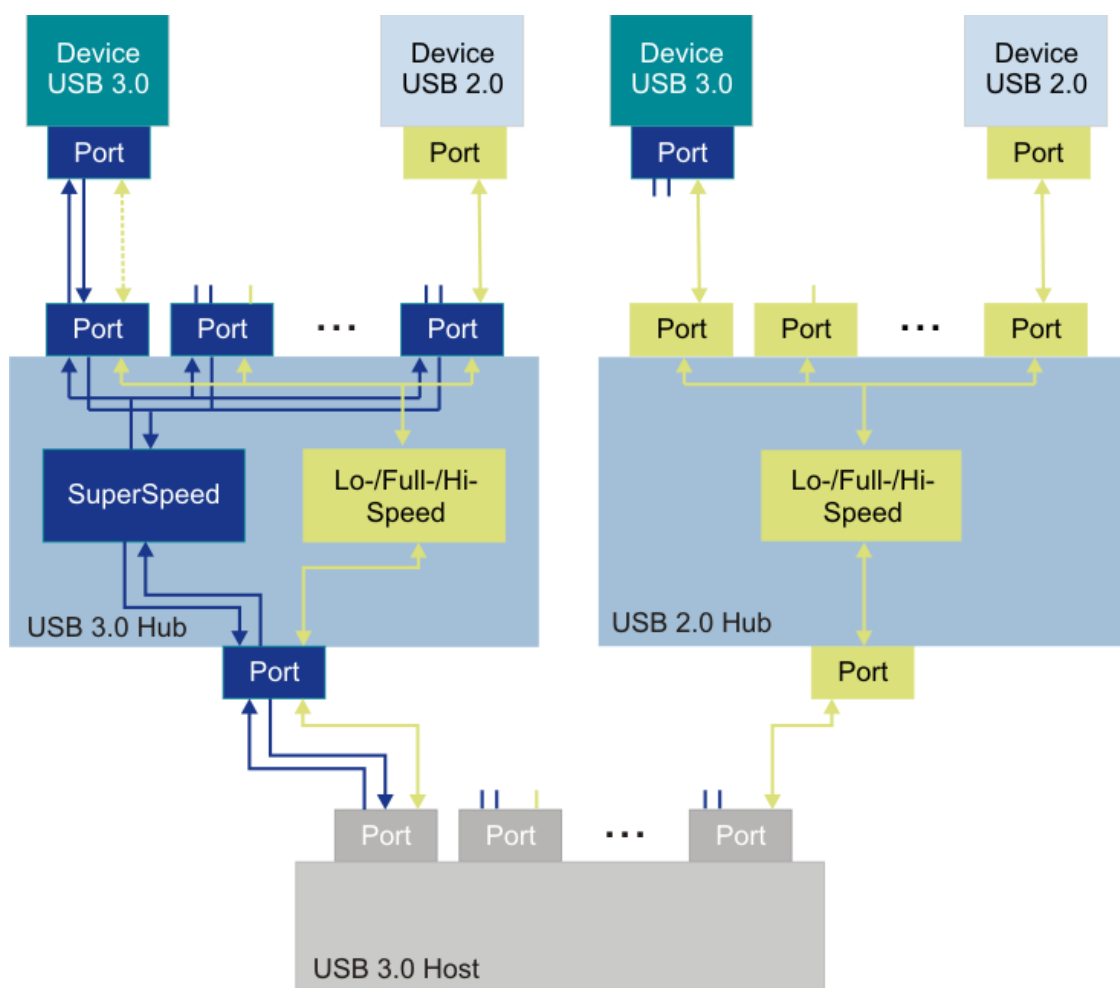 Device
USB 3.0
Device
USB 2.0
Device
USB 3.0
Device
USB 2.0
Port
Port
Port
Port
Port
Port
...
Port
Port
Port
...
Port
SuperSpeed
Lo-/Full-/Hi-
Speed
Lo-/Full-/Hi-
Speed
USB 3.0 Hub
USB 2.0 Hub
Port
Port
Port
Port
...
Port
USB 3.0 Host